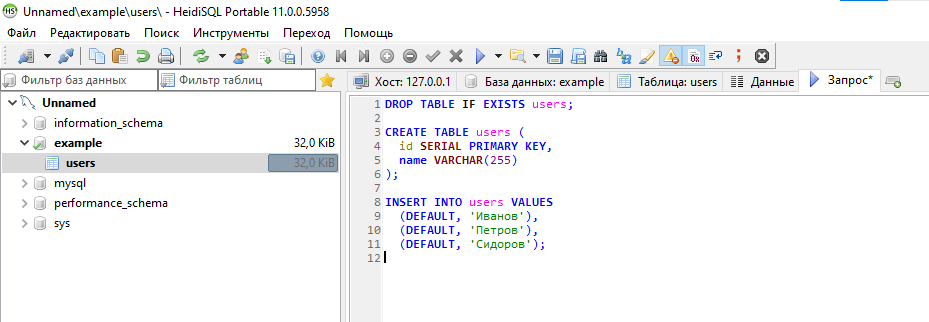 Unnamed\example\users\ - HeidiSQL Portable 11.0.0.5958
Файл Редактировать Поиск Инструменты Переход Помощь
Фильтр баз данных Фильтр таблиц
Хост: 127.0.0.1 База данных: example Таблица: users Данные Запрос*
Unnamed
information_schema
example 32,0 KiB
users 32,0 KiB
mysql
performance_schema
sys
1 DROP TABLE IF EXISTS users;
2
3 CREATE TABLE users (
4 id SERIAL PRIMARY KEY,
5 name VARCHAR(255)
6 );
7
8 INSERT INTO users VALUES
9 (DEFAULT, 'Иванов'),
10 (DEFAULT, 'Петров'),
11 (DEFAULT, 'Сидоров');
12